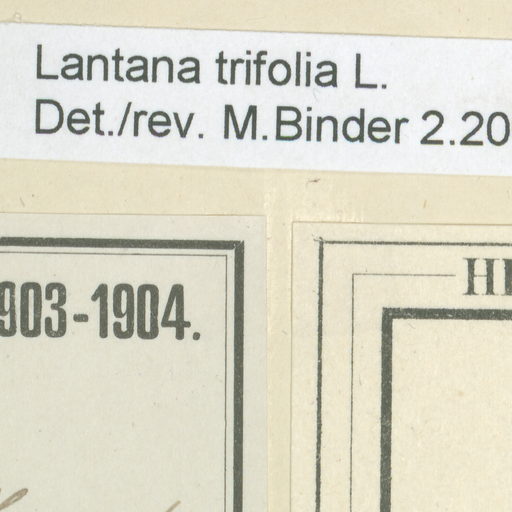 Lantana trifolia L.
Det./rev. M.Binder 2.20
903-1904.